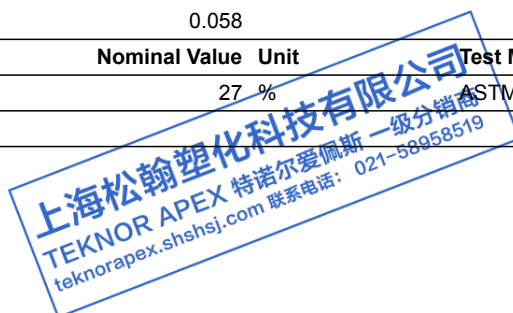 0.058
Nominal Value Unit Test M
27 % ASTM
上海松翰塑化科技有限公司
TEKNOR APEX 特诺尔爱佩斯 一级分销商
teknorapex.shshsj.com 联系电话: 021-58958519